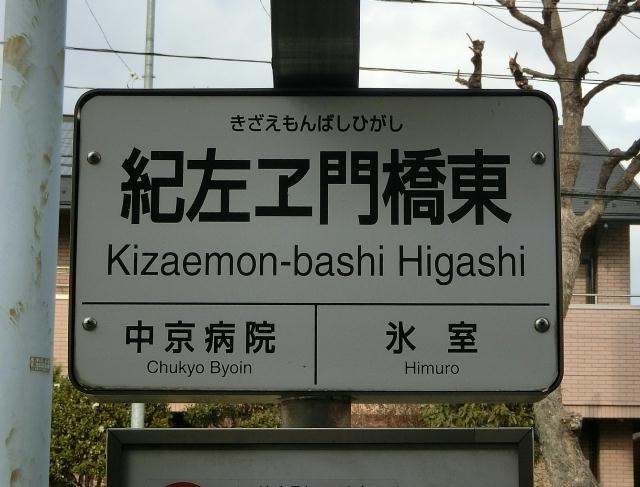 きざえもんばしひがし
紀左ヱ門橋東
Kizaemon-bashi Higashi
中京病院
Chukyo Byoin
氷室
Himuro